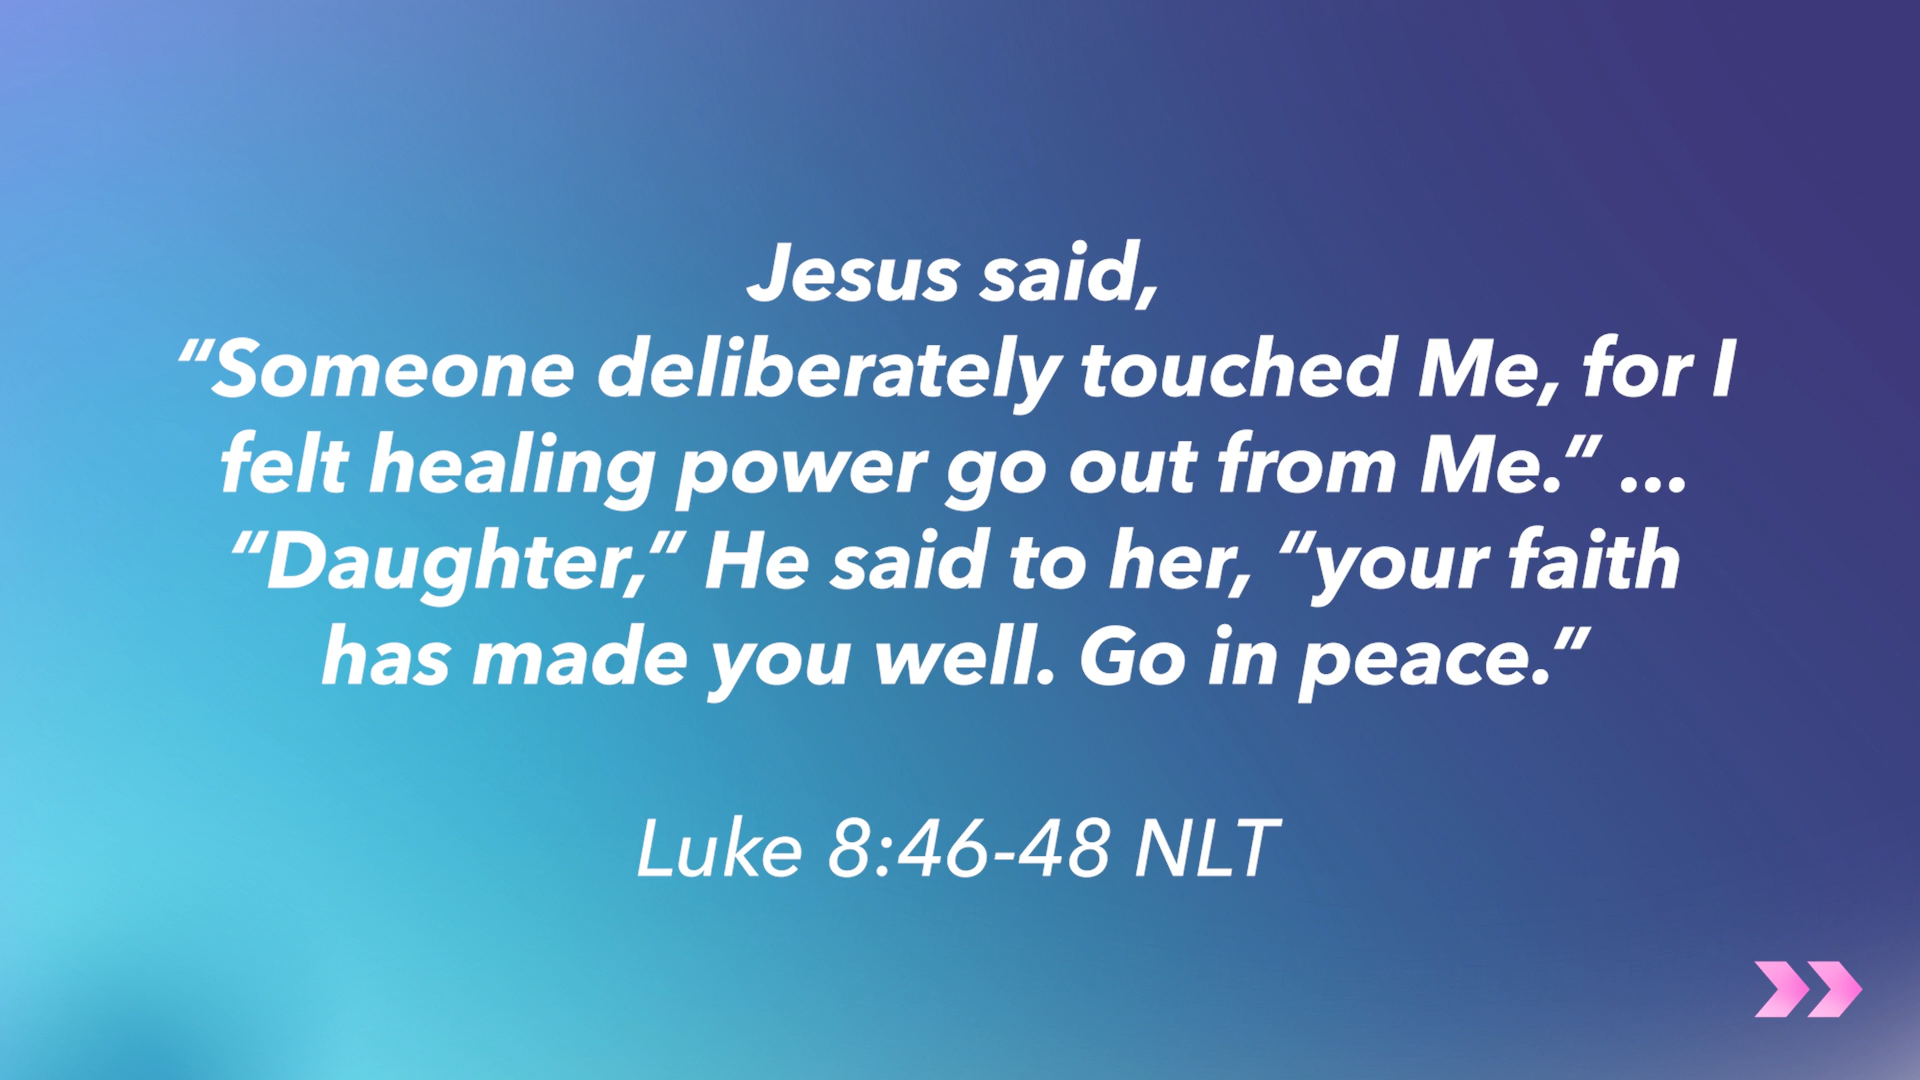 Jesus said,
“Someone deliberately touched Me, for I
felt healing power go out from Me.” ...
“Daughter,” He said to her, “your faith
has made you well. Go in peace.”
Luke 8:46-48 NLT